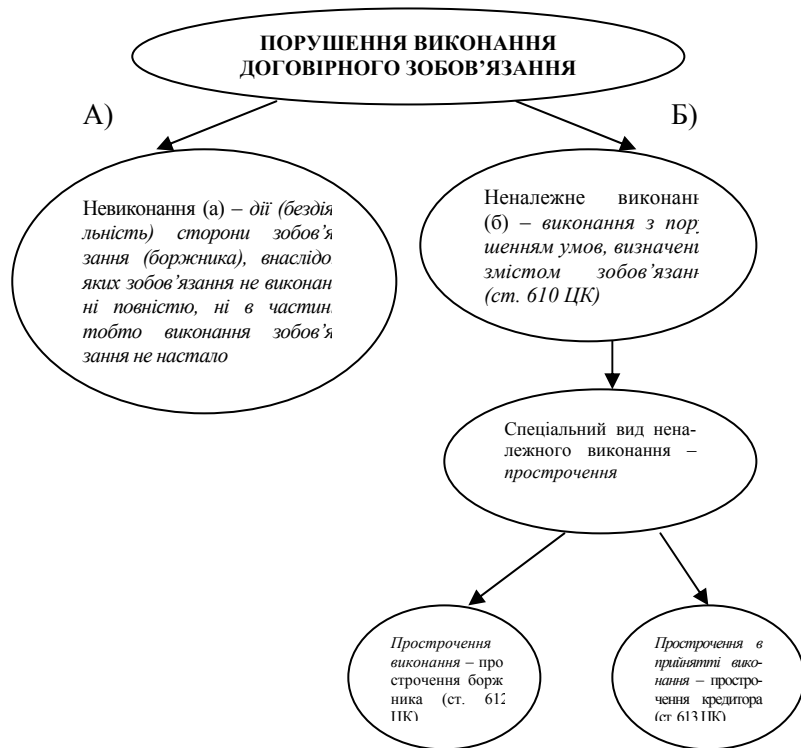 ПОРУШЕННЯ ВИКОНАННЯ
ДОГОВІРНОГО ЗОБОВ’ЯЗАННЯ
А)
Б)
Невиконання (а) – дії (бездія
льність) сторони зобов’я
зання (боржника), внаслідо
яких зобов’язання не виконан
ні повністю, ні в частин
тобто виконання зобов’я
зання не настало
Неналежне виконанн
(б) – виконання з пору
шенням умов, визначени
змістом зобов’язанн
(ст. 610 ЦК)
Спеціальний вид нена-
лежного виконання –
прострочення
Прострочення
виконання – про
строчення борж
ника (ст. 612
ЦК)
Прострочення в
прийнятті вико-
нання – простро-
чення кредитора
(ст 613 ЦК)